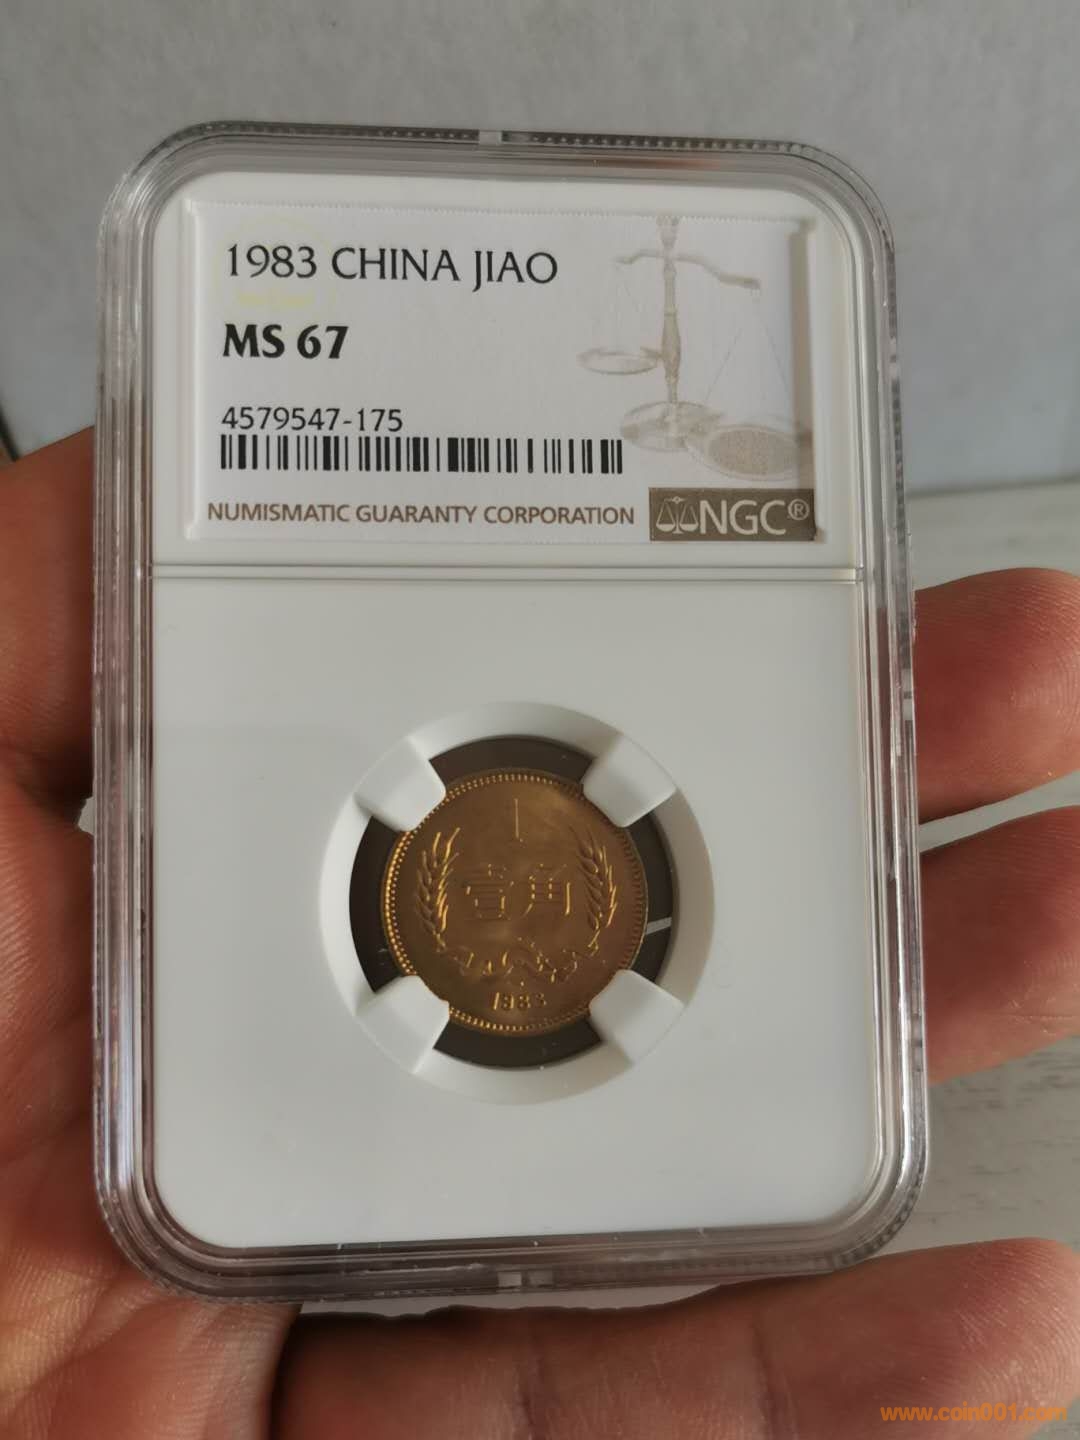 1983 CHINA JIAO
MS 67
4579547-175
NUMISMATIC GUARANTY CORPORATION
NGC®
1
壹角
1983
www.coin001.com